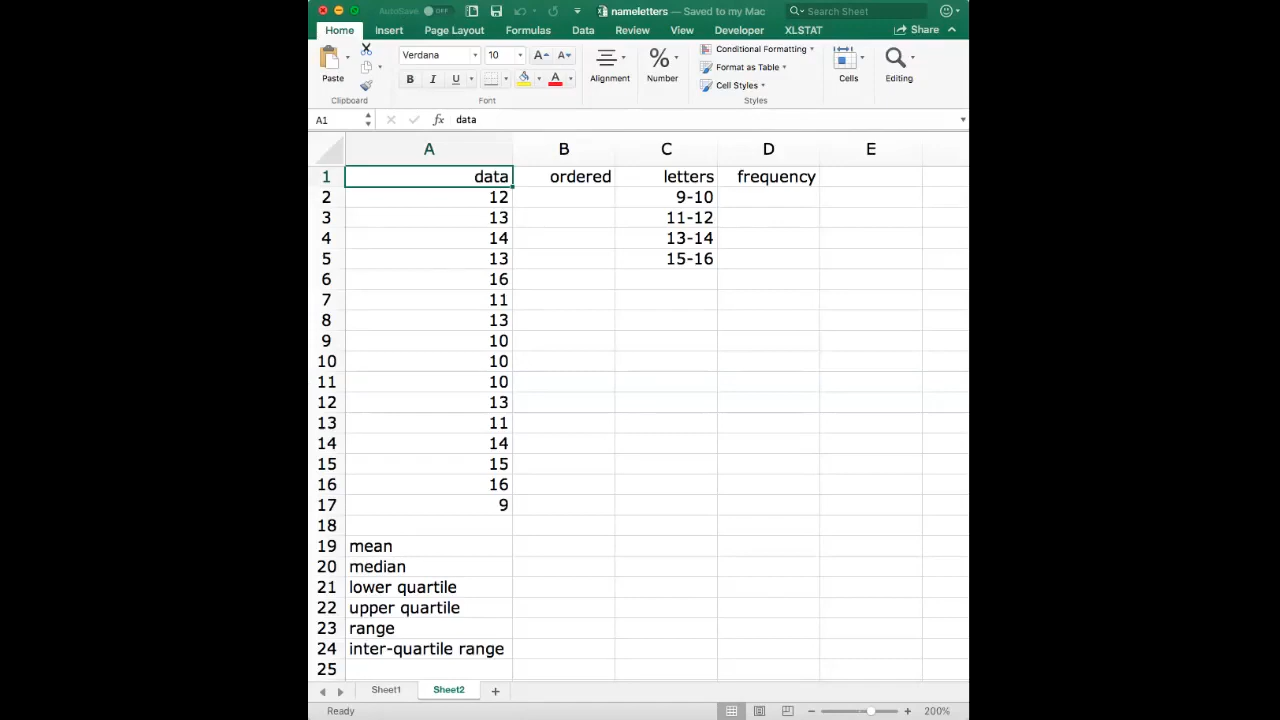 AutoSave OFF nameletters — Saved to my Mac Search Sheet
Home Insert Page Layout Formulas Data Review View Developer XLSTAT Share
Verdana 10 A A Conditional Formatting
Format as Table
Paste B I U A Alignment % Number Cell Styles Cells Editing
Clipboard Font Styles
A1 fx data
A B C D E
1 data ordered letters frequency
2 12 9-10
3 13 11-12
4 14 13-14
5 13 15-16
6 16
7 11
8 13
9 10
10 10
11 10
12 13
13 11
14 14
15 15
16 16
17 9
18
19 mean
20 median
21 lower quartile
22 upper quartile
23 range
24 inter-quartile range
25
Sheet1 Sheet2 +
Ready 200%